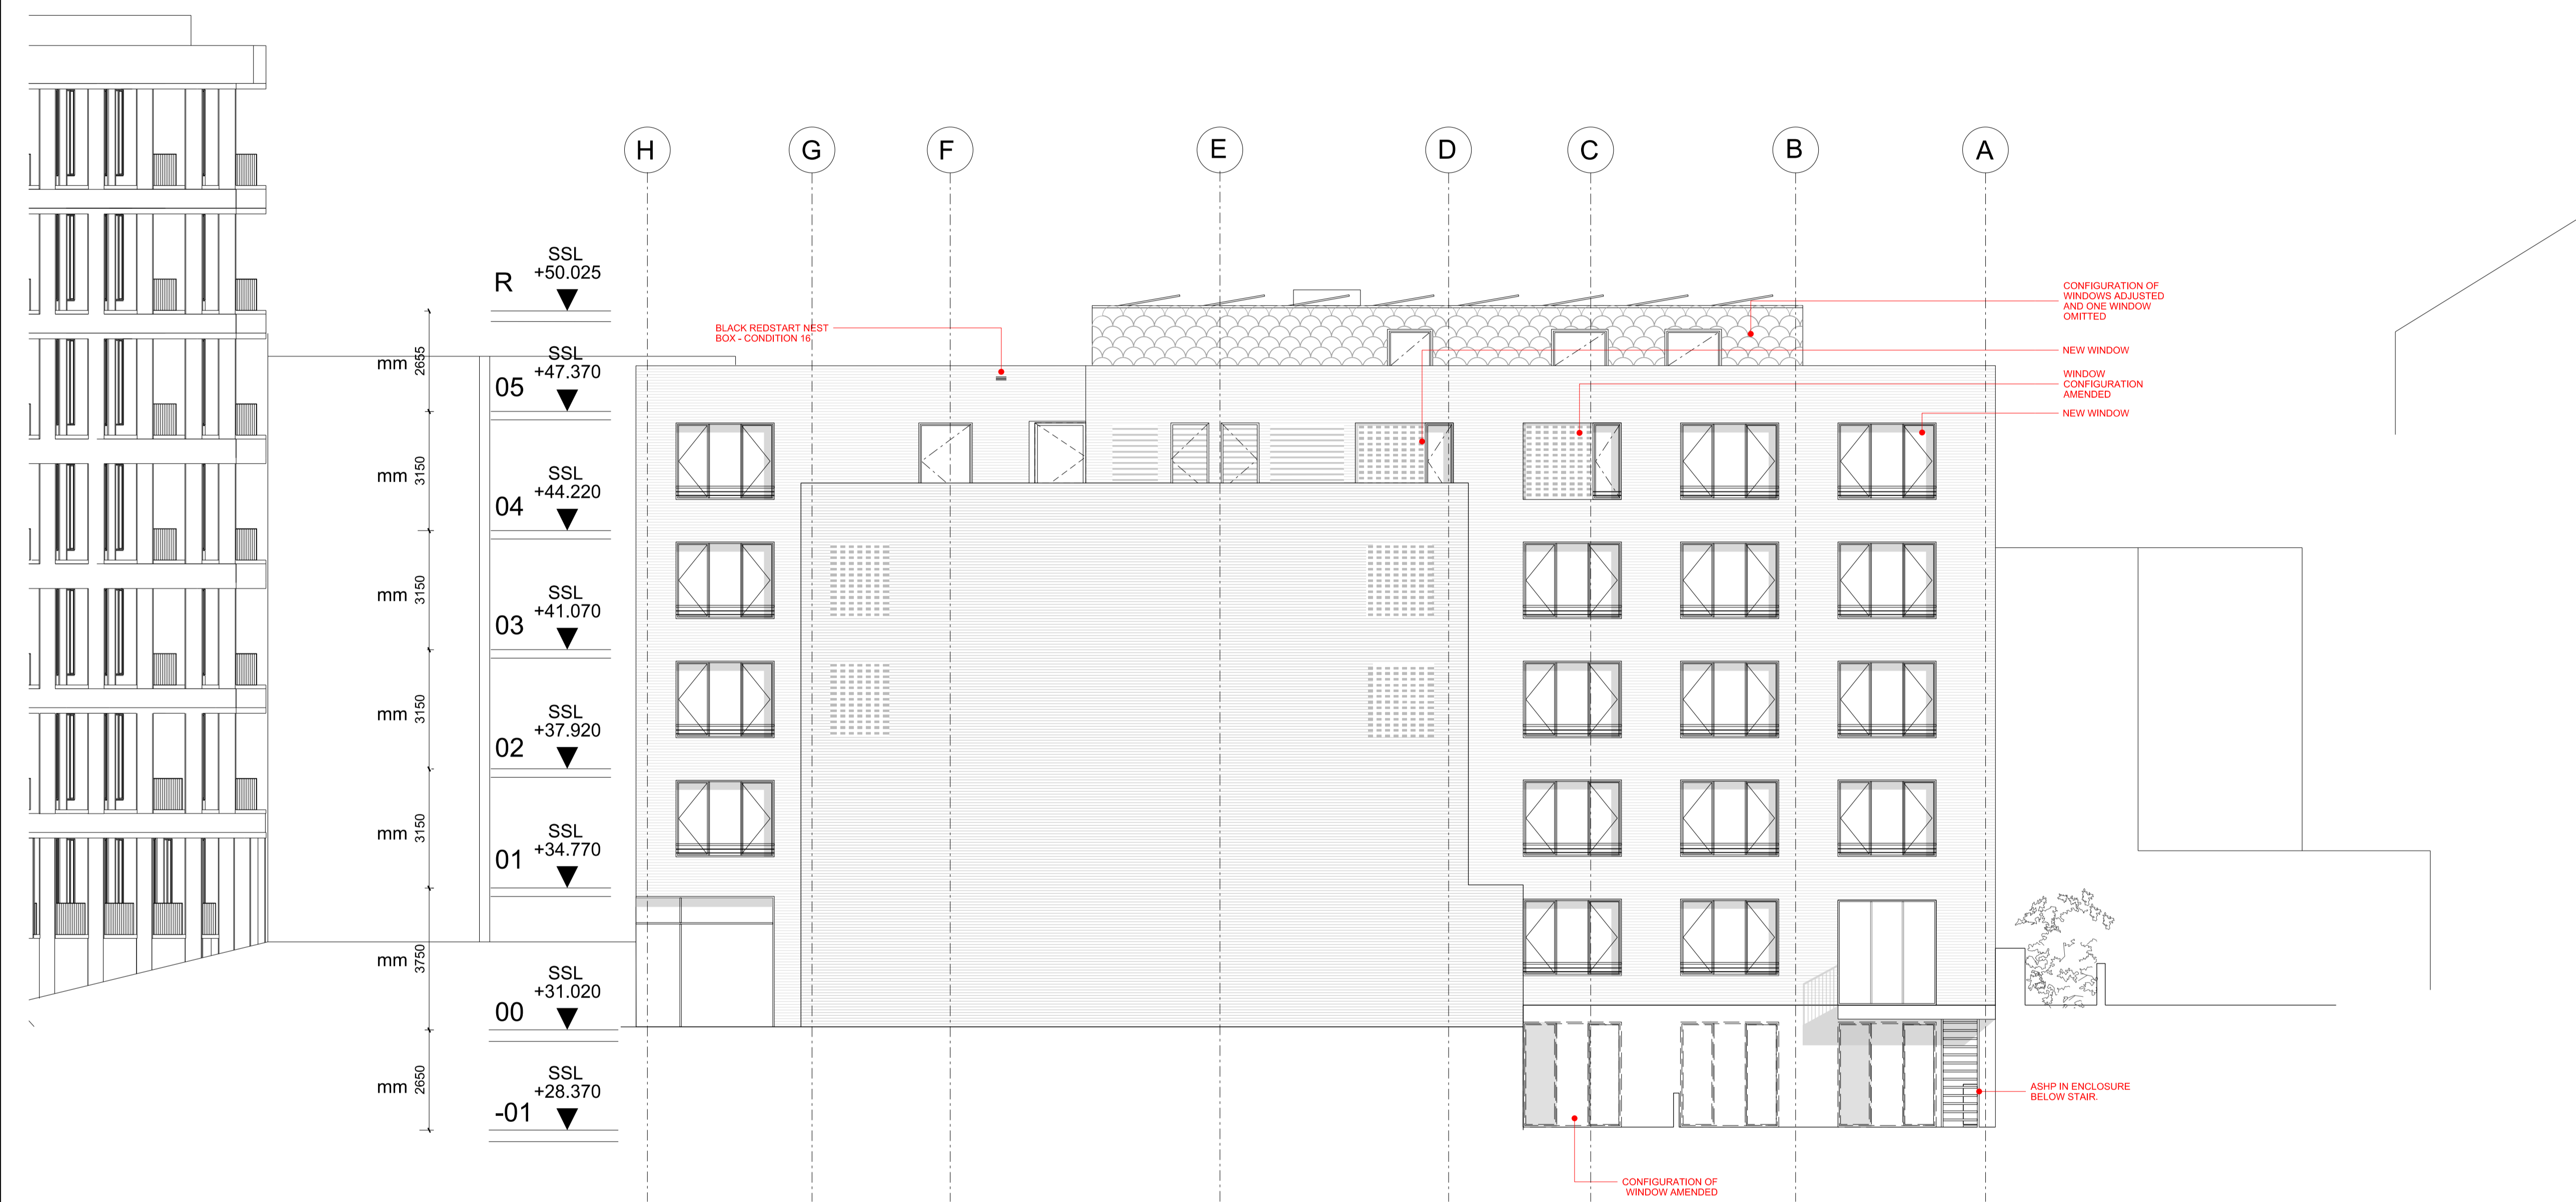 H
G
F
E
D
C
B
A
SSL
R +50.025
mm 2655
SSL
05 +47.370
mm 3150
SSL
04 +44.220
mm 3150
SSL
03 +41.070
mm 3150
SSL
02 +37.920
mm 3150
SSL
01 +34.770
mm 3750
SSL
00 +31.020
mm 2650
SSL
-01 +28.370
BLACK REDSTART NEST
BOX - CONDITION 16
CONFIGURATION OF
WINDOWS ADJUSTED
AND ONE WINDOW
OMITTED
NEW WINDOW
WINDOW
CONFIGURATION
AMENDED
NEW WINDOW
ASHP IN ENCLOSURE
BELOW STAIR.
CONFIGURATION OF
WINDOW AMENDED